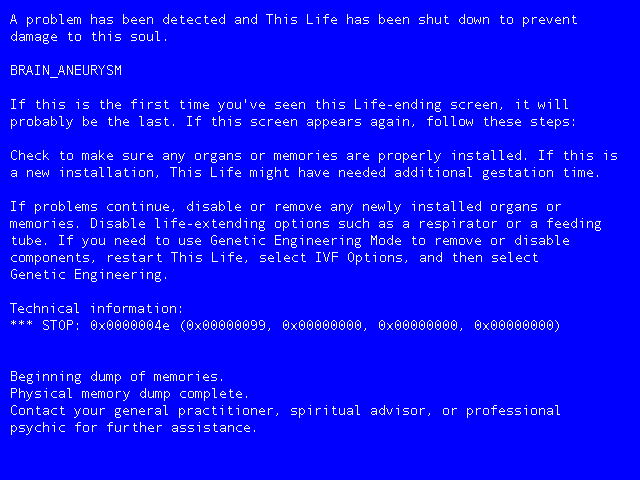 A problem has been detected and This Life has been shut down to prevent
damage to this soul.
BRAIN_ANEURYSM
If this is the first time you've seen this Life-ending screen, it will
probably be the last. If this screen appears again, follow these steps:
Check to make sure any organs or memories are properly installed. If this is
a new installation, This Life might have needed additional gestation time.
If problems continue, disable or remove any newly installed organs or
memories. Disable life-extending options such as a respirator or a feeding
tube. If you need to use Genetic Engineering Mode to remove or disable
components, restart This Life, select IVF Options, and then select
Genetic Engineering.
Technical information:
*** STOP: 0x0000004e (0x00000099, 0x00000000, 0x00000000, 0x00000000)
Beginning dump of memories.
Physical memory dump complete.
Contact your general practitioner, spiritual advisor, or professional
psychic for further assistance.